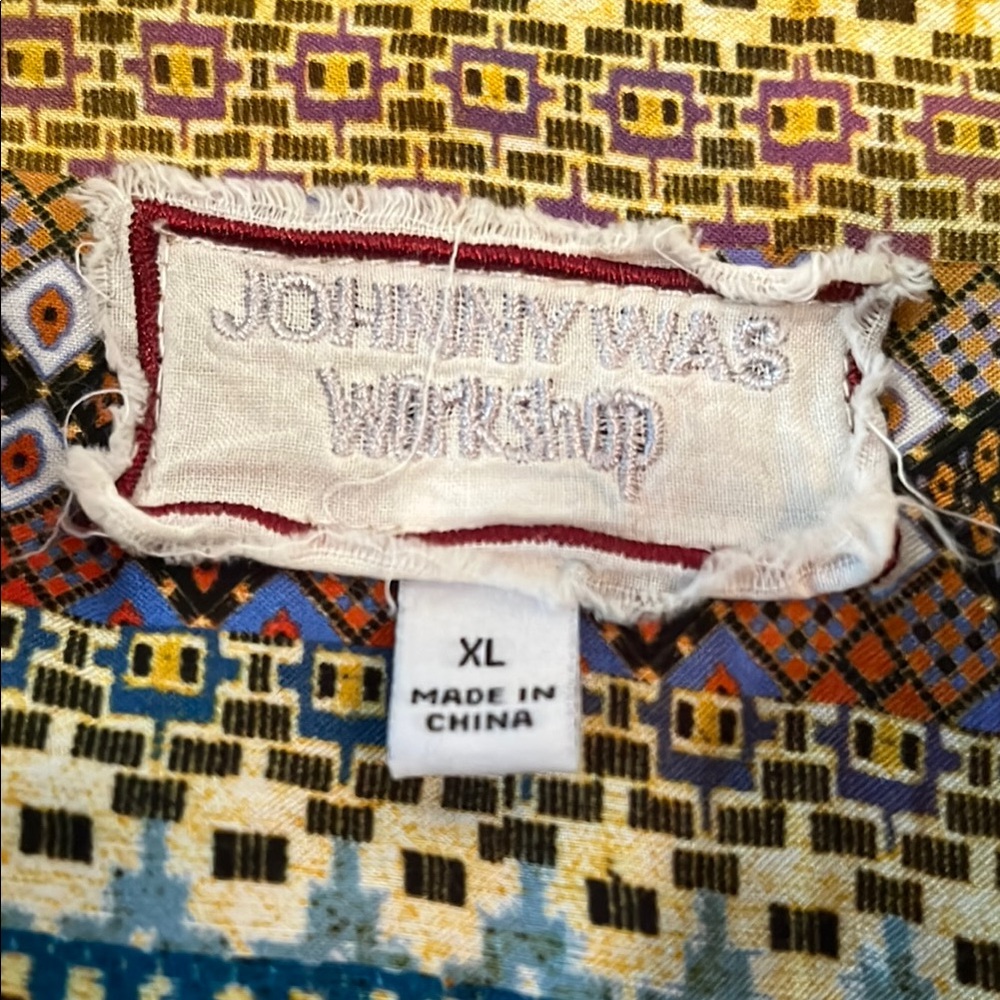 JOHNNY WAS
Workshop
XL
MADE IN
CHINA